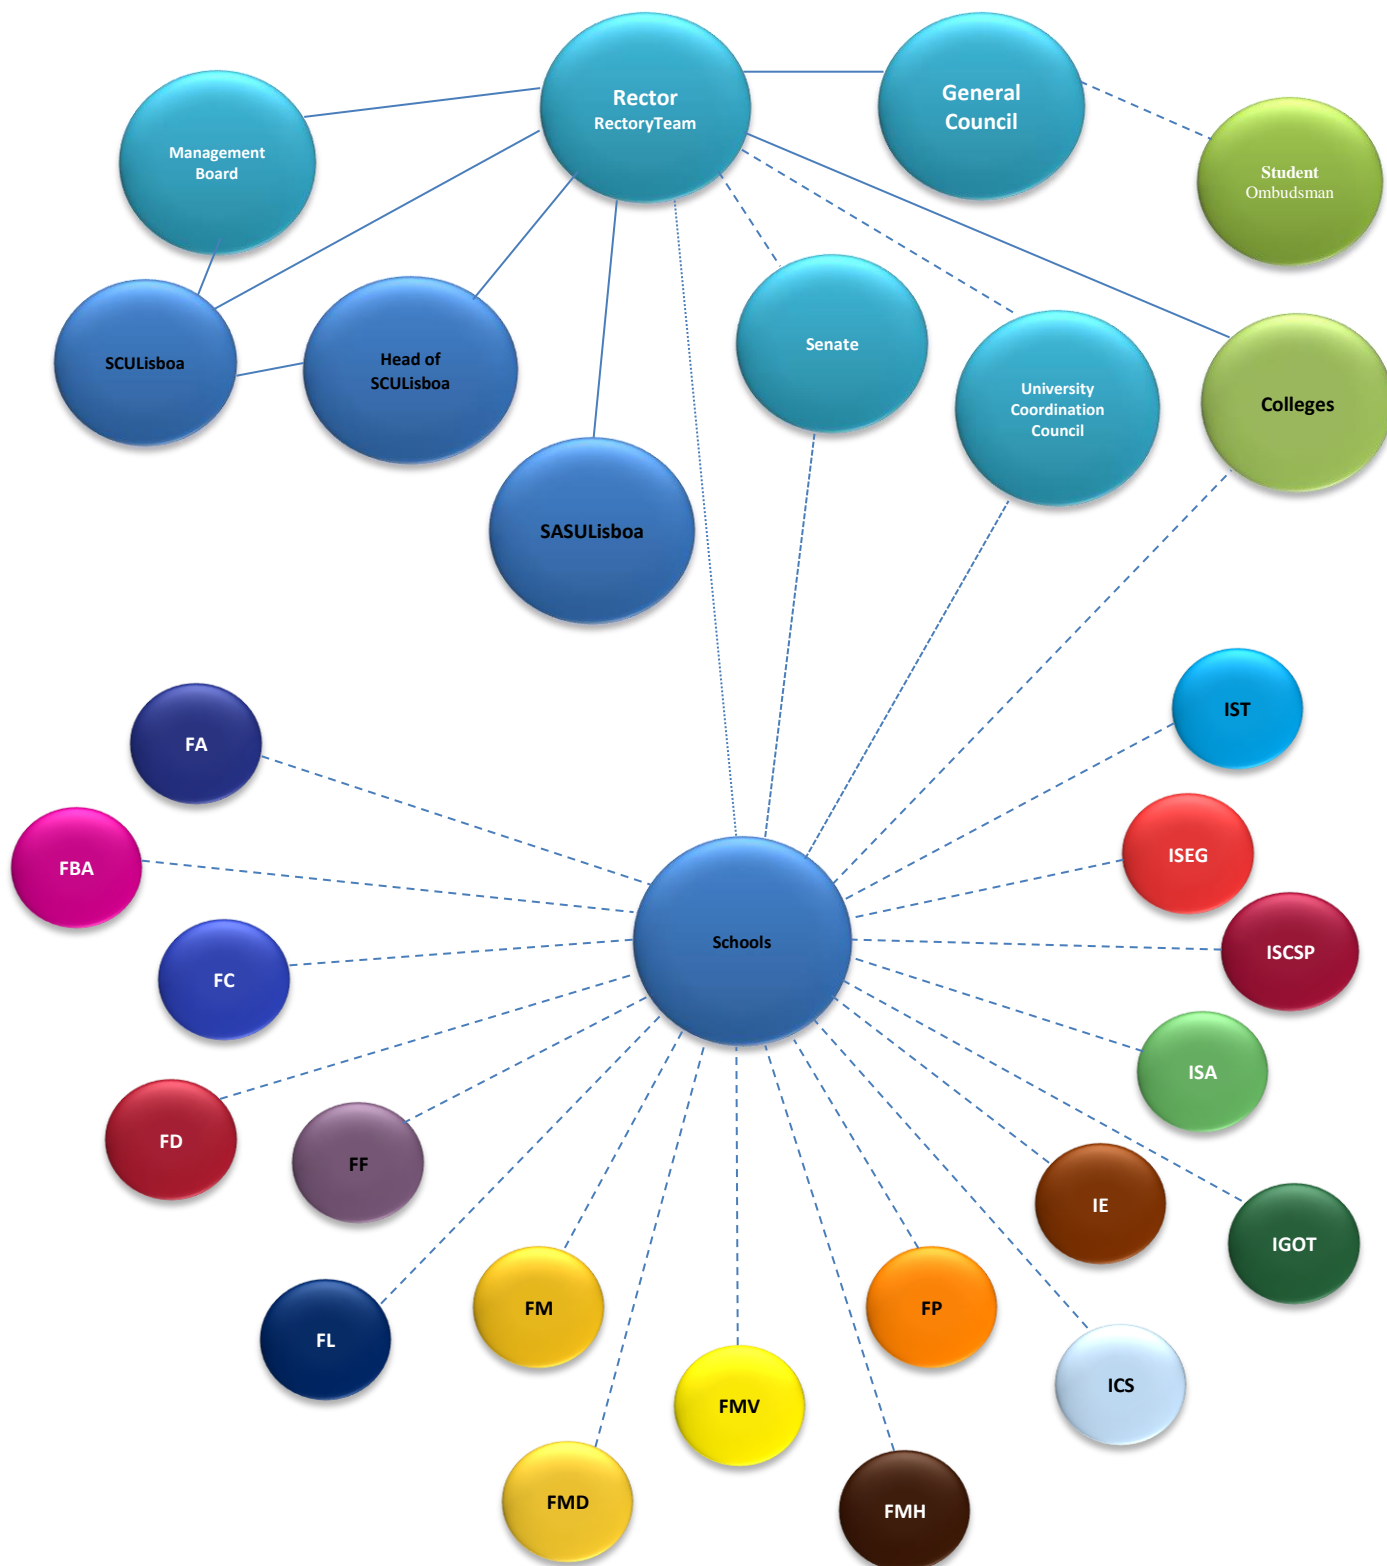 Rector
RectoryTeam
General
Council
Management
Board
Student
Ombudsman
SCULisboa
Head of
SCULisboa
Senate
University
Coordination
Council
Colleges
SASULisboa
IST
FA
ISEG
FBA
Schools
ISCSP
FC
ISA
FD
FF
IE
IGOT
FM
FP
FL
ICS
FMV
FMD
FMH